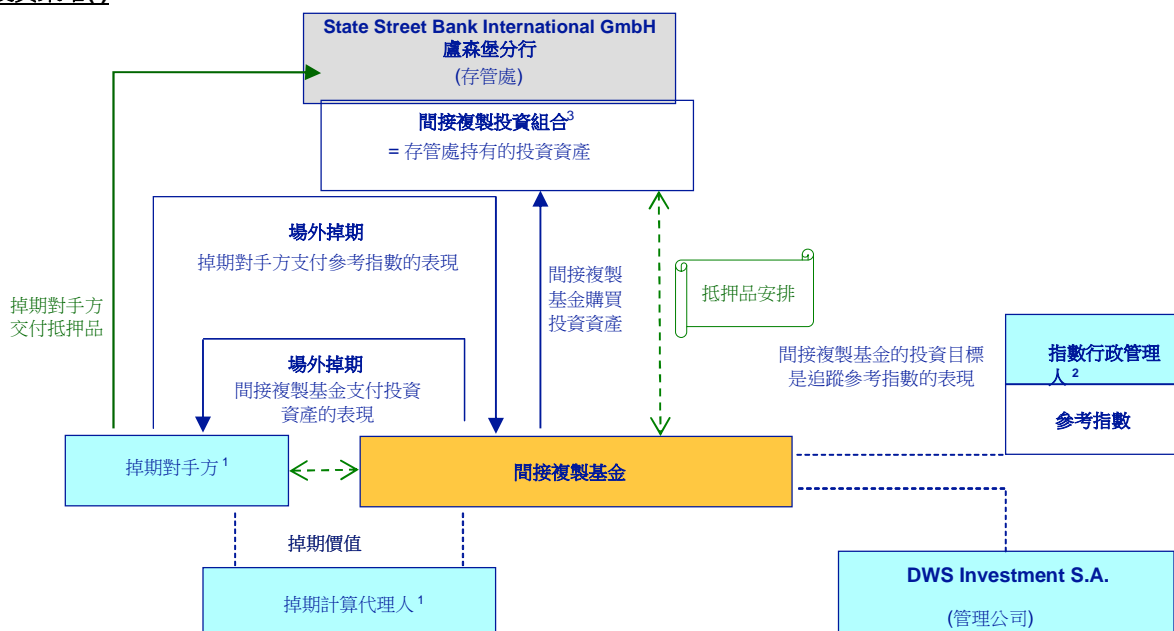 State Street Bank International GmbH
盧森堡分行
(存管處)
間接複製投資組合3
= 存管處持有的投資資產
場外掉期
掉期對手方支付參考指數的表現
間接複製
基金購買
投資資產
抵押品安排
掉期對手方
交付抵押品
場外掉期
間接複製基金支付投資
資產的表現
間接複製基金的投資目標
是追蹤參考指數的表現
指數行政管理
人 2
參考指數
掉期對手方 1
間接複製基金
掉期價值
掉期計算代理人 1
DWS Investment S.A.
(管理公司)